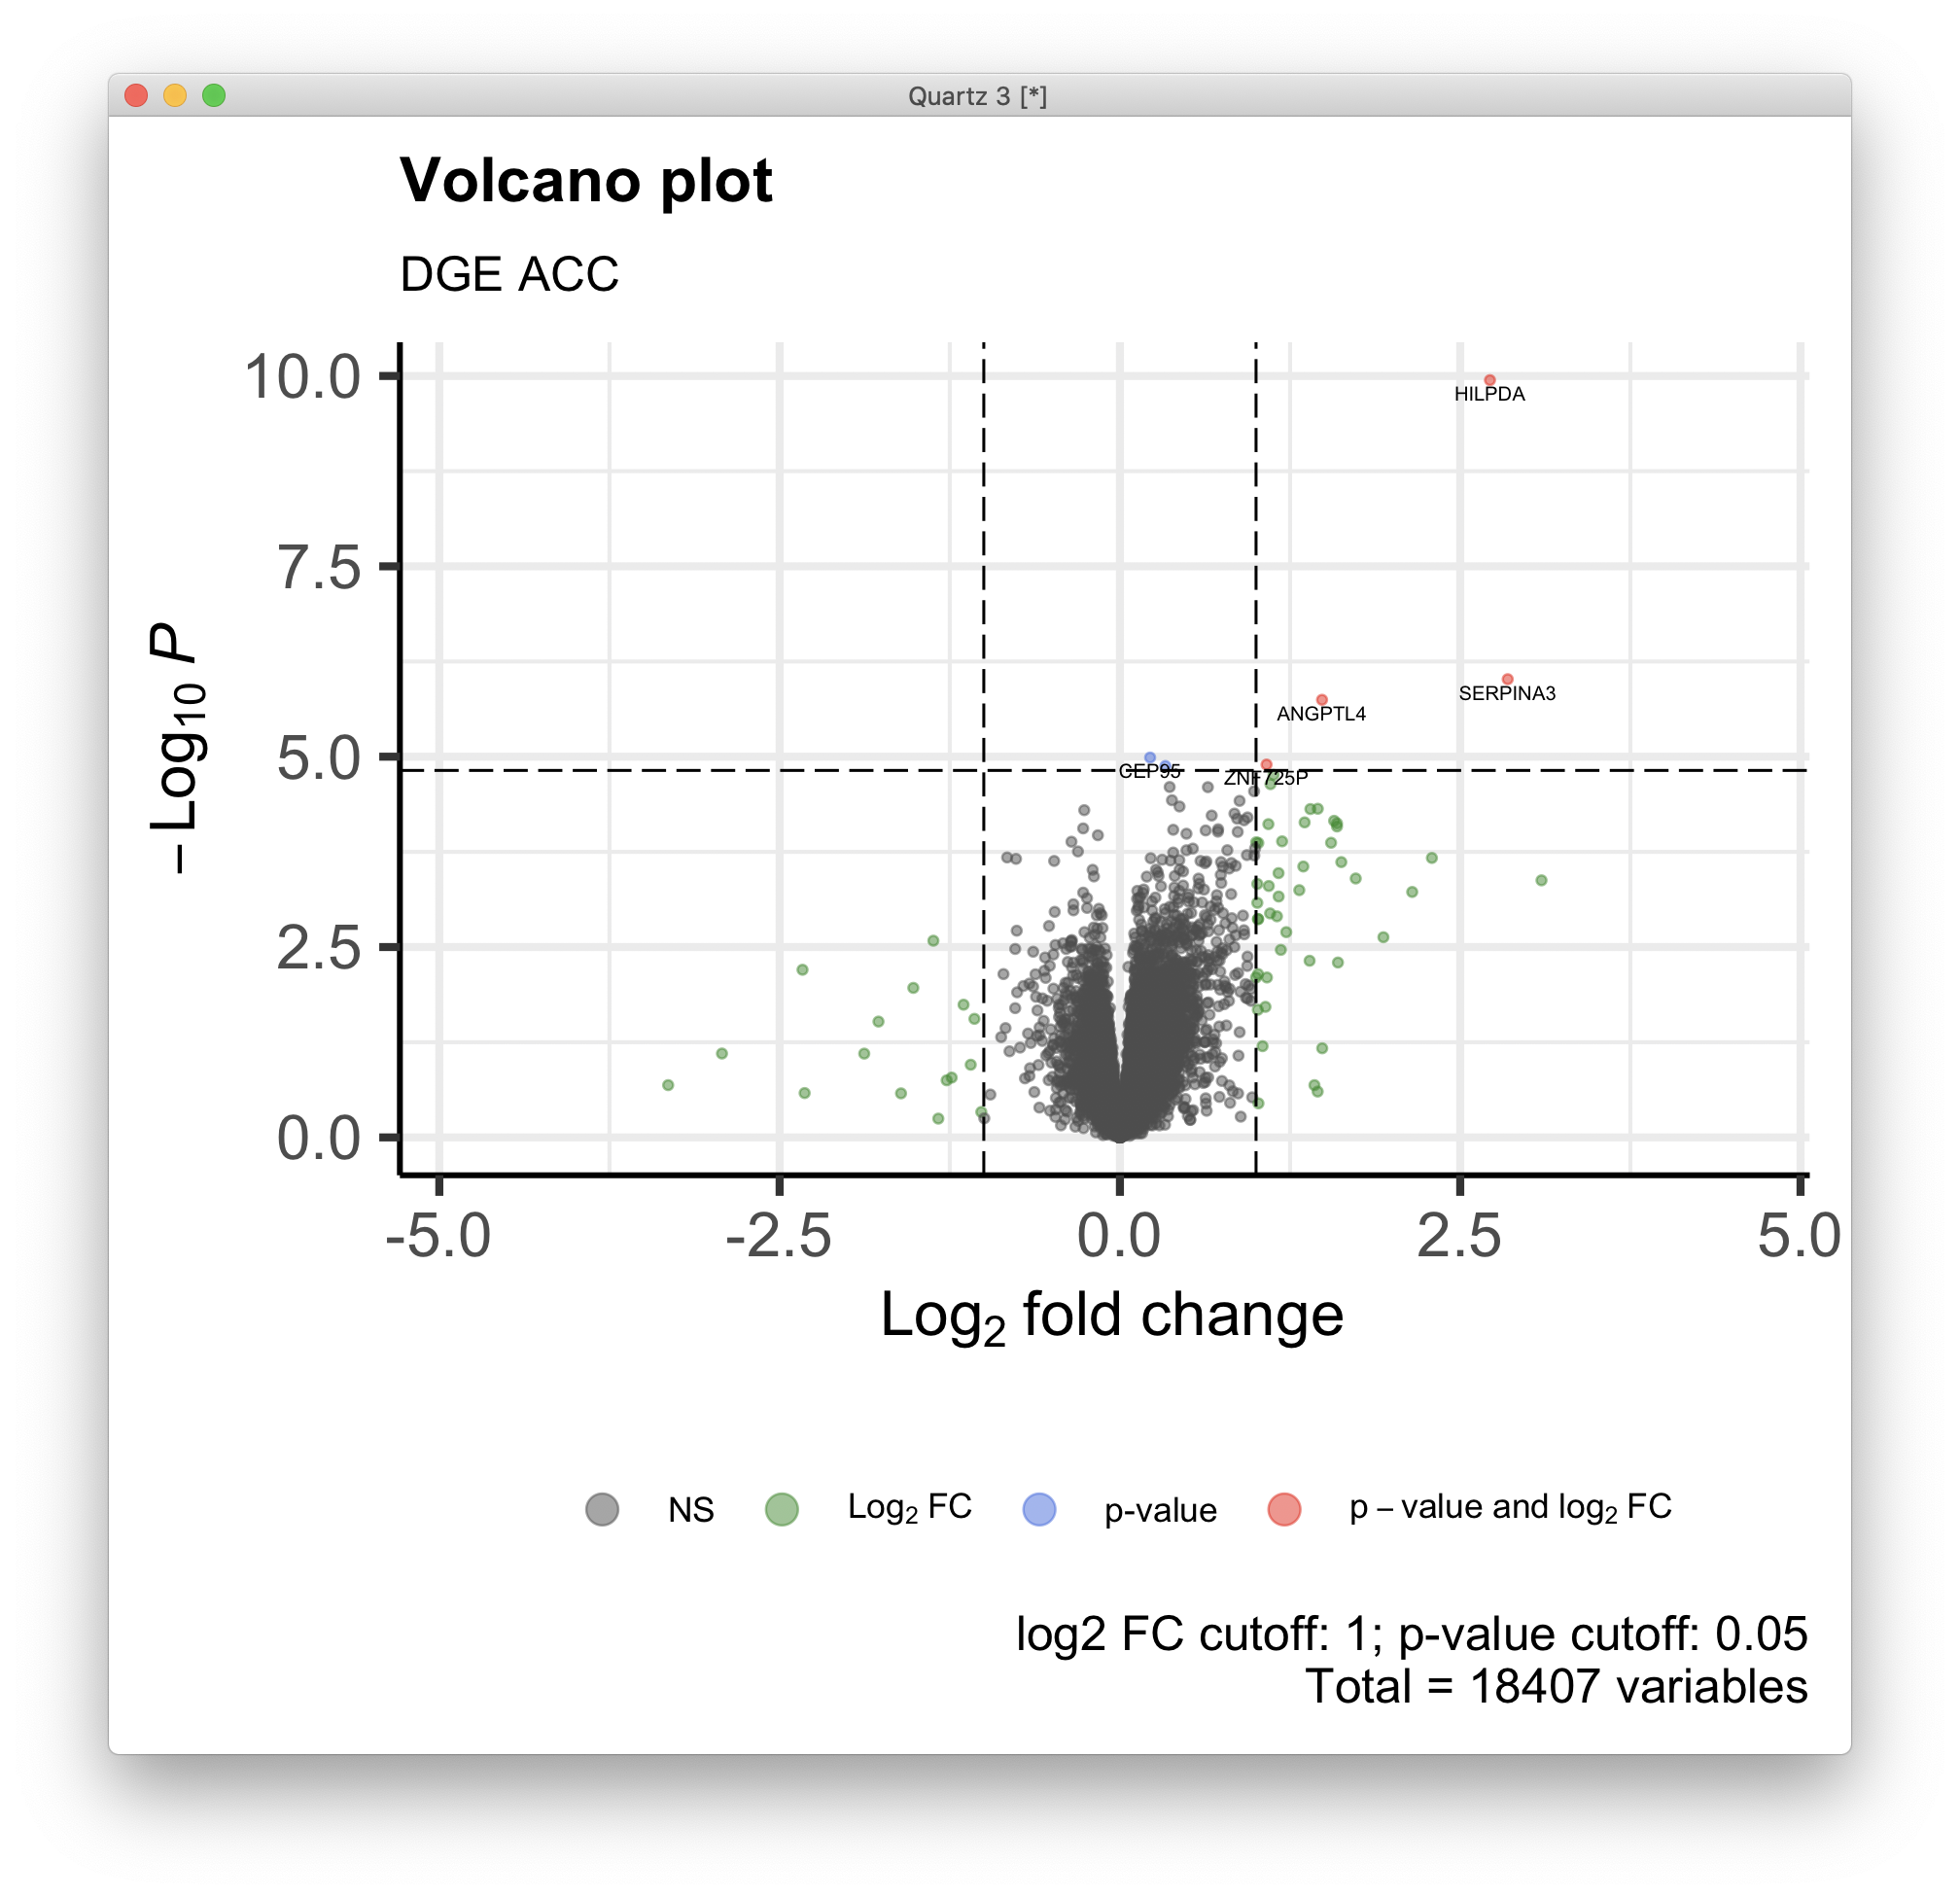 Quartz 3 [*]
Volcano plot
DGE ACC
10.0
7.5
5.0
2.5
0.0
−Log10 P
HILPDA
SERPINA3
ANGPTL4
CEP95
ZNF725P
-5.0 -2.5 0.0 2.5 5.0
Log2 fold change
NS Log2 FC p-value p – value and log2 FC
log2 FC cutoff: 1; p-value cutoff: 0.05
Total = 18407 variables